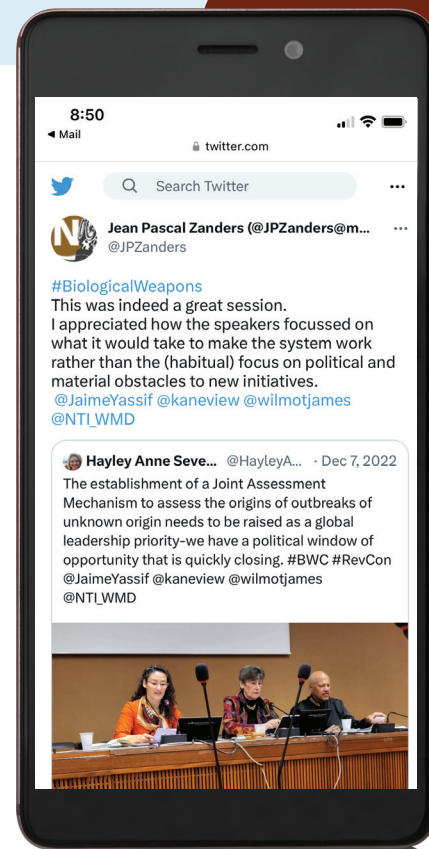 8:50
◀ Mail
twitter.com
Search Twitter
N
Jean Pascal Zanders (@JPZanders@m...
@JPZanders
#BiologicalWeapons
This was indeed a great session.
I appreciated how the speakers focussed on
what it would take to make the system work
rather than the (habitual) focus on political and
material obstacles to new initiatives.
@JaimeYassif @kaneview @wilmotjames
@NTI_WMD
Hayley Anne Seve... @HayleyA... · Dec 7, 2022
The establishment of a Joint Assessment
Mechanism to assess the origins of outbreaks of
unknown origin needs to be raised as a global
leadership priority-we have a political window of
opportunity that is quickly closing. #BWC #RevCon
@JaimeYassif @kaneview @wilmotjames
@NTI_WMD